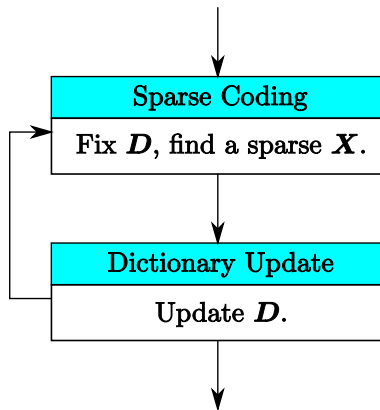 Sparse Coding
Fix D, find a sparse X.
Dictionary Update
Update D.